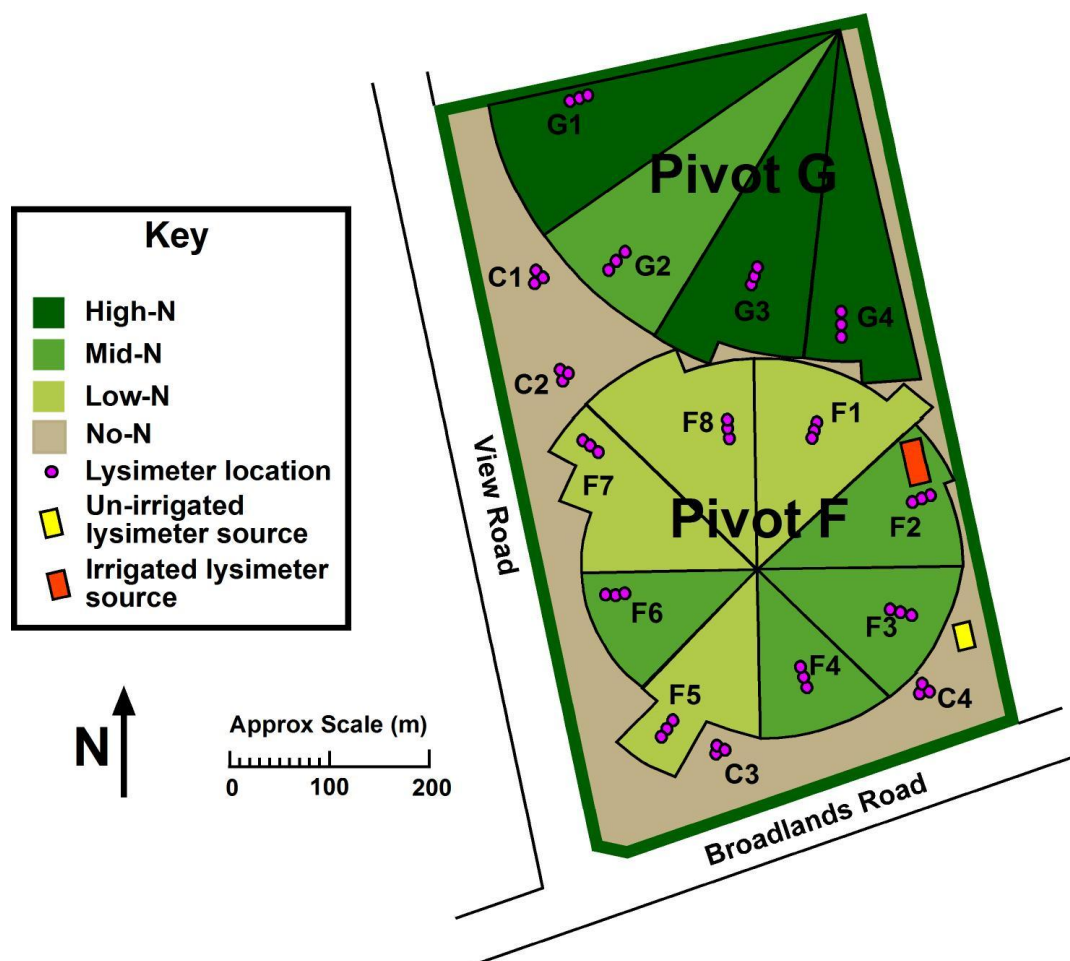 G1
Pivot G
G2
C1
G3
G4
Key
High-N
Mid-N
Low-N
No-N
Lysimeter location
Un-irrigated
lysimeter source
Irrigated lysimeter
source
C2
F8
F1
F7
View Road
Pivot F
F2
F6
F3
F5
F4
C4
C3
N
Approx Scale (m)
0 100 200
Broadlands Road